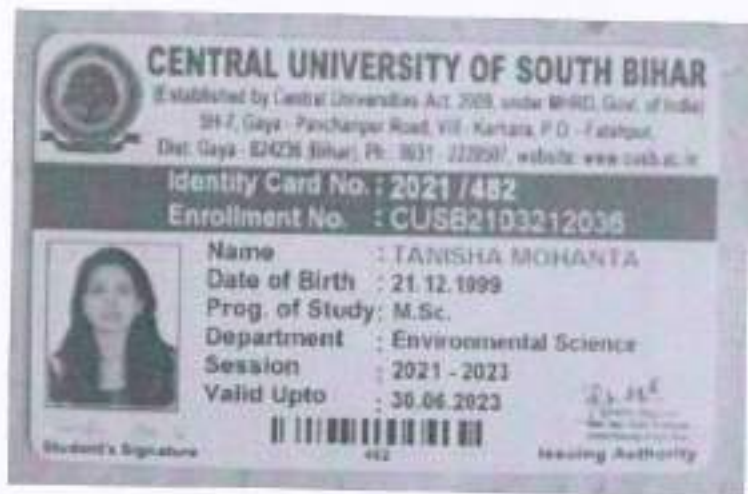 CENTRAL UNIVERSITY OF SOUTH BIHAR
(Established by Central Universities Act, 2009, under MHRD, Govt. of India)
SH-7, Gaya - Panchanpur Road, Vill - Karhara, P.O. - Fatehpur,
Dist. Gaya - 824236 (Bihar), Ph. 0631 - 2229507, website: www.cusb.ac.in
Identity Card No. : 2021 / 482
Enrollment No. : CUSB2103212036
Name : TANISHA MOHANTA
Date of Birth : 21.12.1999
Prog. of Study : M.Sc.
Department : Environmental Science
Session : 2021 - 2023
Valid Upto : 30.06.2023
482
Student's Signature
Issuing Authority